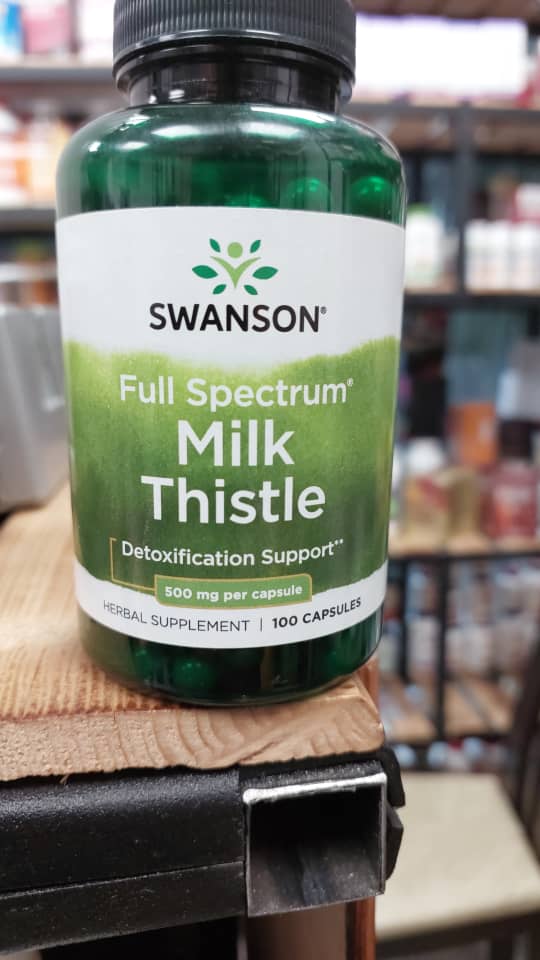 SWANSON®
Full Spectrum®
Milk
Thistle
Detoxification Support**
500 mg per capsule
HERBAL SUPPLEMENT | 100 CAPSULES